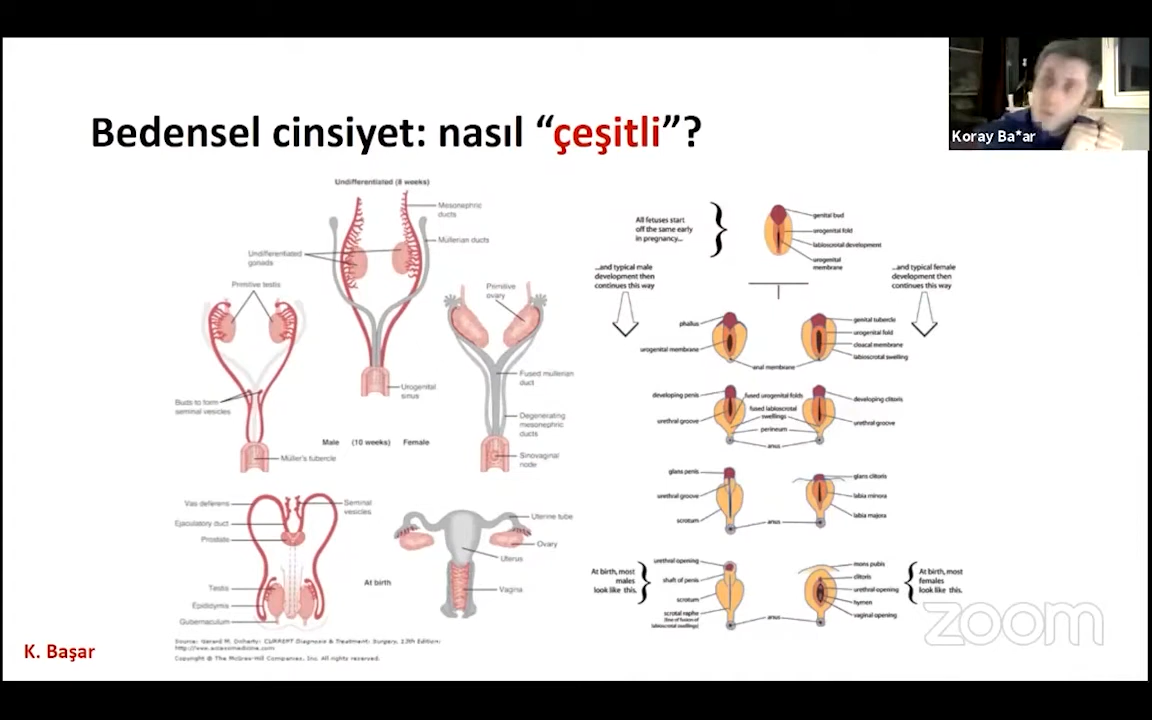 Koray Ba*ar
Bedensel cinsiyet: nasıl “çeşitli”?
Undifferentiated (8 weeks)
Mesonephric
ducts
Müllerian ducts
Undifferentiated
gonads
Primitive testis
Primitive
ovary
Urogenital
sinus
Fused mullerian
duct
Buds to form
seminal vesicles
Degenerating
mesonephric
ducts
Male (10 weeks) Female
Müller's tubercle
Sinovaginal
node
Vas deferens
Seminal
vesicles
Ejaculatory duct
Prostate
Uterine tube
Ovary
Uterus
At birth
Testis
Vagina
Epididymis
Gubernaculum
Source: Gerard M. Doherty: CURRENT Diagnosis & Treatment: Surgery, 13th Edition:
http://www.accessmedicine.com
Copyright © The McGraw-Hill Companies, Inc. All rights reserved.
All fetuses start
off the same early
in pregnancy...
genital bud
urogenital fold
labioscrotal development
urogenital
membrane
...and typical male
development then
continues this way
...and typical female
development then
continues this way
phallus
urogenital membrane
genital tubercle
urogenital fold
cloacal membrane
labioscrotal swelling
anal membrane
developing penis
urethral groove
fused urogenital folds
fused labioscrotal
swellings
perineum
anus
developing clitoris
urethral groove
glans penis
urethral groove
scrotum
anus
glans clitoris
labia minora
labia majora
At birth, most
males
look like this.
urethral opening
shaft of penis
scrotum
scrotal raphe
(line of fusion of
labioscrotal swellings)
anus
mons pubis
clitoris
urethral opening
hymen
vaginal opening
At birth, most
females
look like this.
zoom
K. Başar